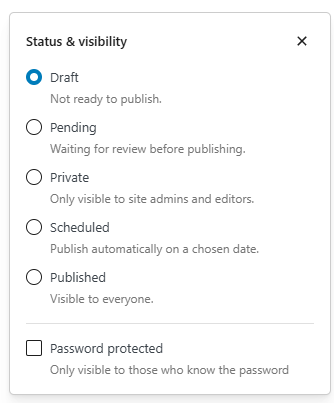 Status & visibility
Draft
Not ready to publish.
Pending
Waiting for review before publishing.
Private
Only visible to site admins and editors.
Scheduled
Publish automatically on a chosen date.
Published
Visible to everyone.
Password protected
Only visible to those who know the password